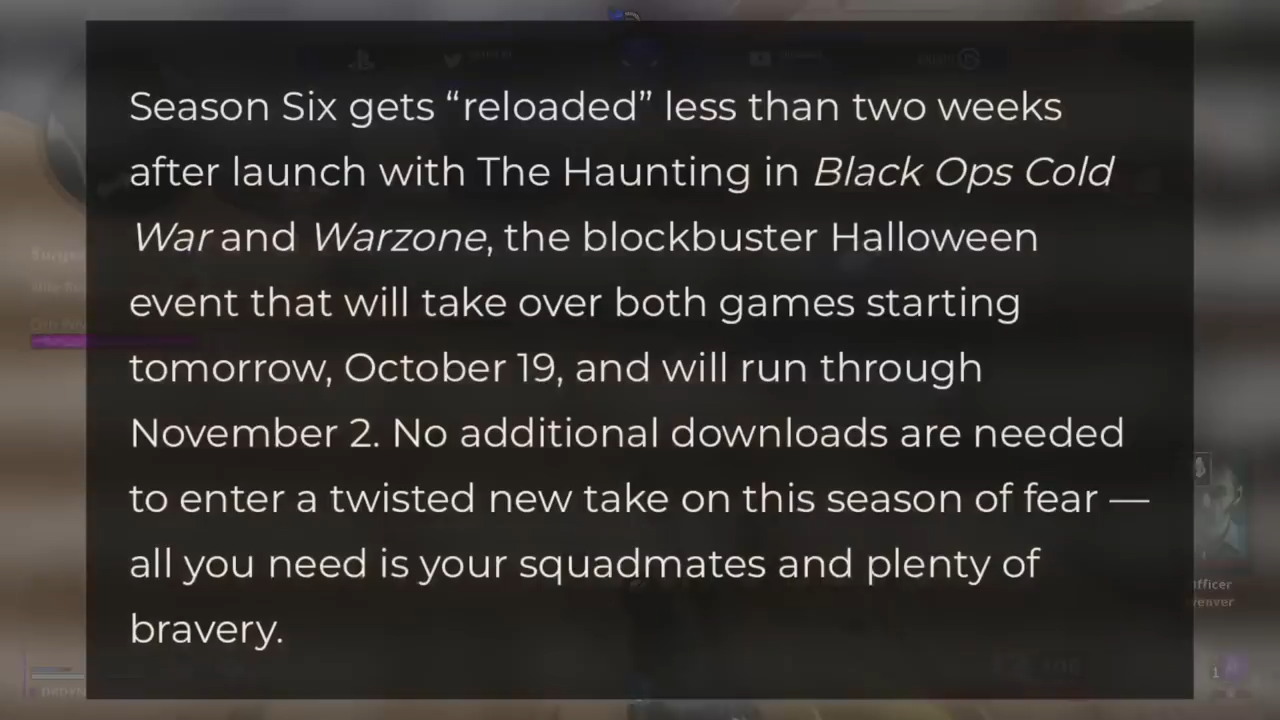 Season Six gets “reloaded” less than two weeks
after launch with The Haunting in Black Ops Cold
War and Warzone, the blockbuster Halloween
event that will take over both games starting
tomorrow, October 19, and will run through
November 2. No additional downloads are needed
to enter a twisted new take on this season of fear —
all you need is your squadmates and plenty of
bravery.
1